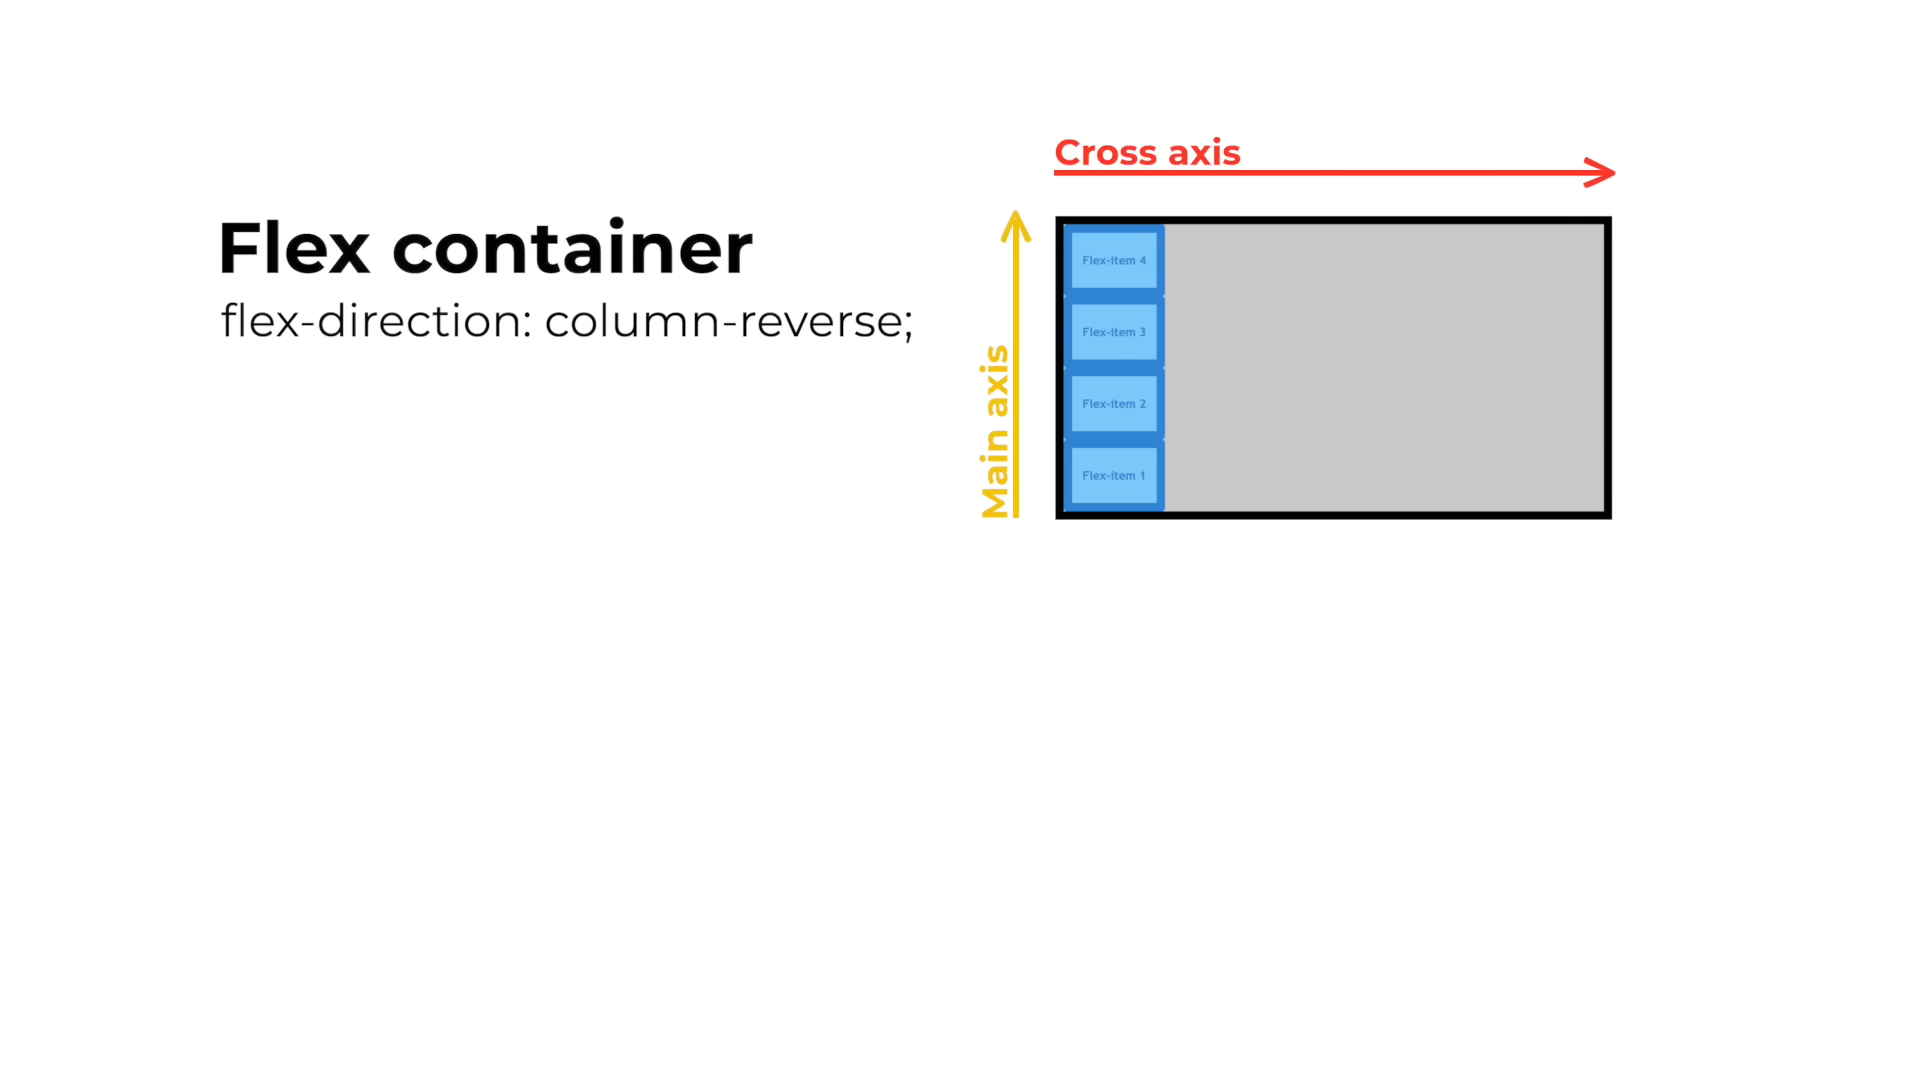 Flex container
flex-direction: column-reverse;
Cross axis
Main axis
Flex-item 4
Flex-item 3
Flex-item 2
Flex-item 1